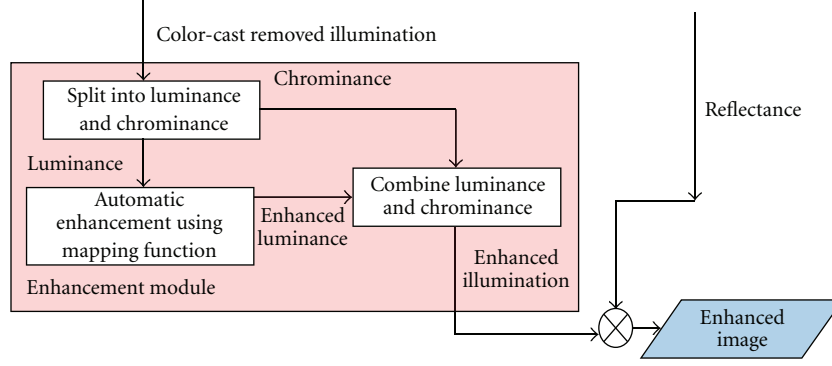 Color-cast removed illumination
Chrominance
Split into luminance
and chrominance
Reflectance
Luminance
Automatic
enhancement using
mapping function
Enhanced
luminance
Combine luminance
and chrominance
Enhanced
illumination
Enhancement module
Enhanced
image